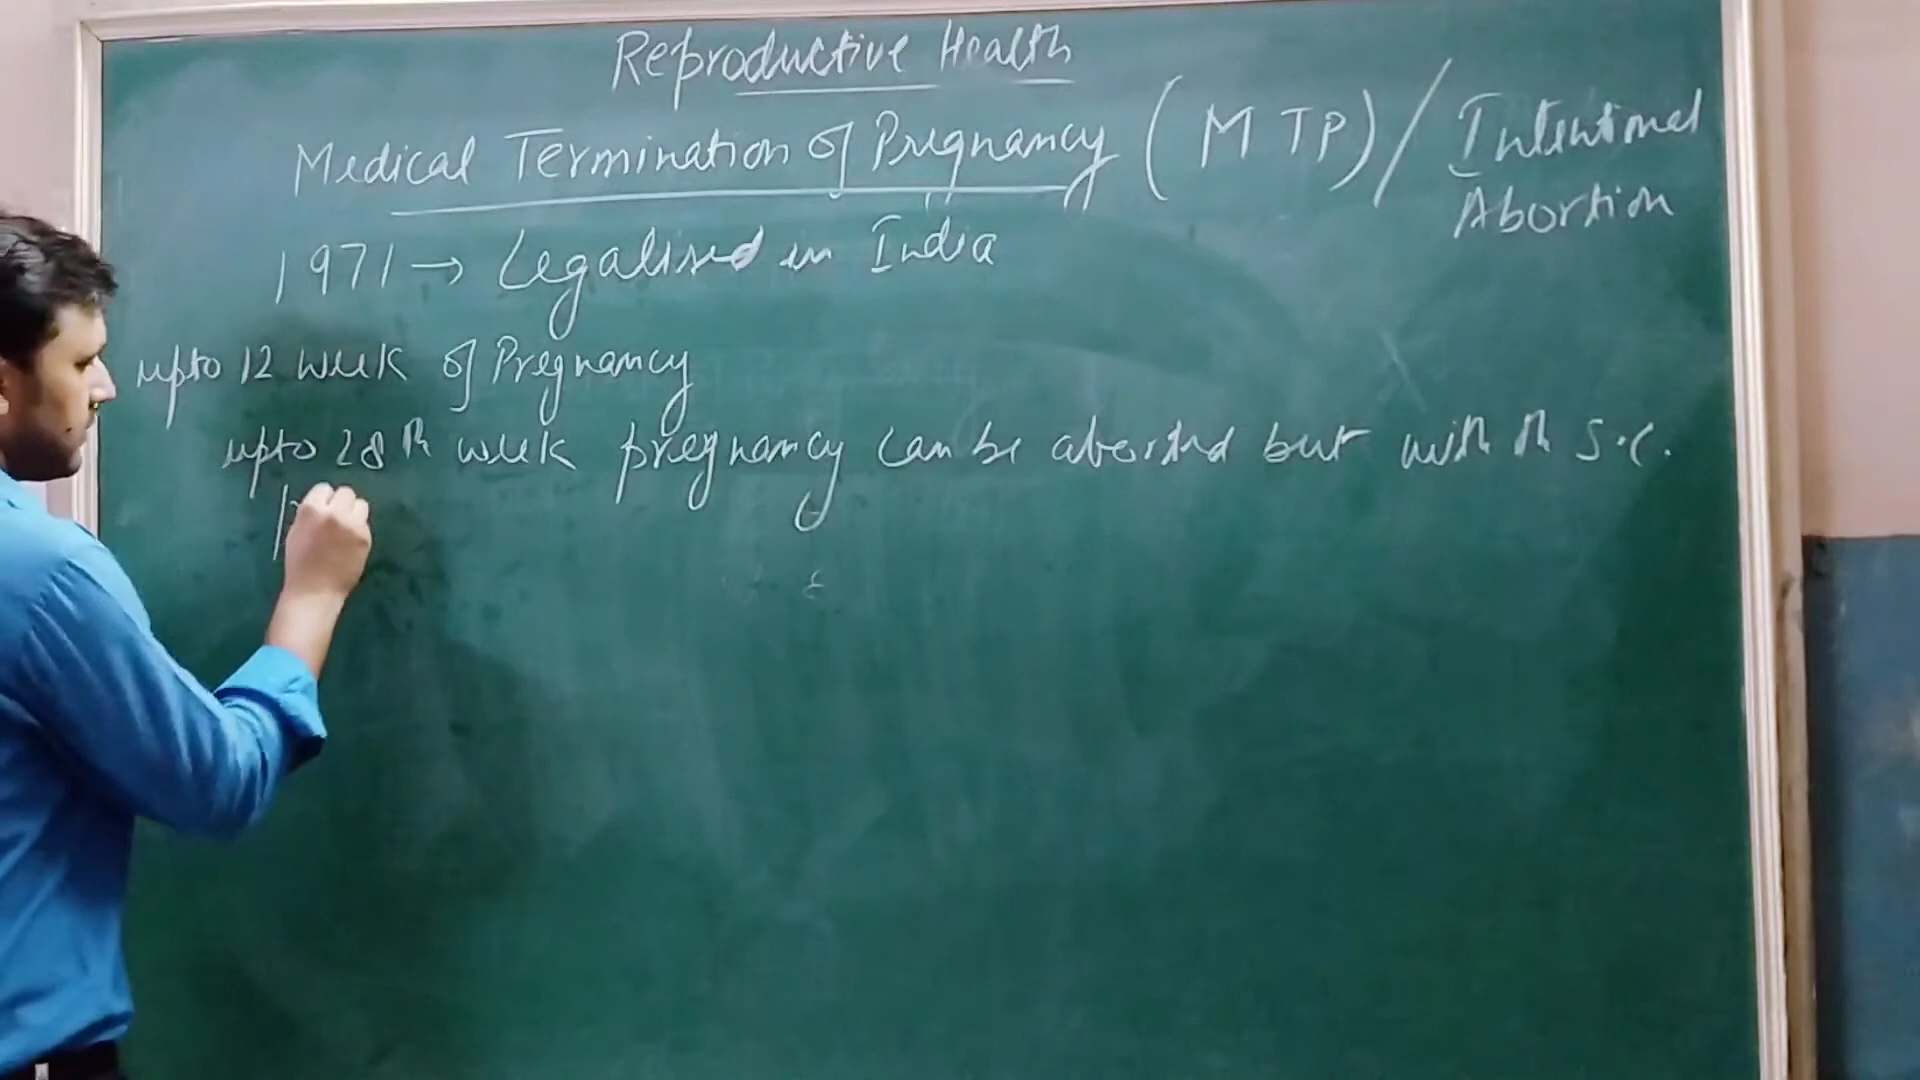 Reproductive Health
Medical Termination of Pregnancy (MTP) / Intentional Abortion
1971 → Legalised in India
upto 12 week of Pregnancy
upto 28th week pregnancy can be aborted but with th S.C.